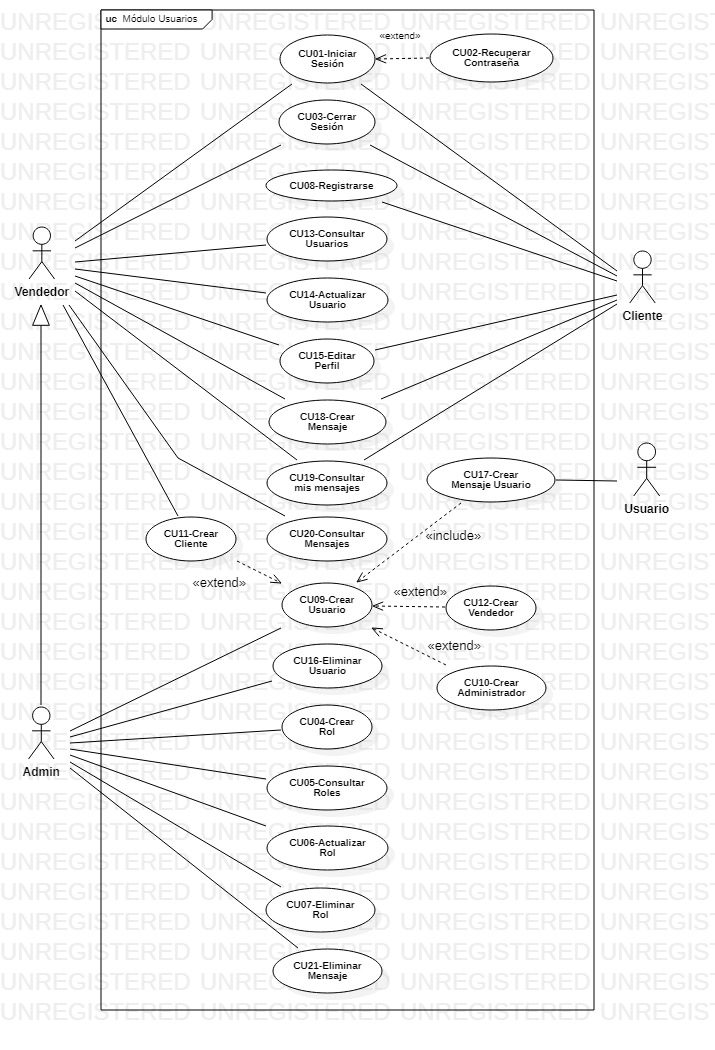 uc Módulo Usuarios
CU01-Iniciar
Sesión
«extend»
CU02-Recuperar
Contraseña
CU03-Cerrar
Sesión
CU08-Registrarse
CU13-Consultar
Usuarios
Vendedor
CU14-Actualizar
Usuario
Cliente
CU15-Editar
Perfil
CU18-Crear
Mensaje
CU19-Consultar
mis mensajes
CU17-Crear
Mensaje Usuario
Usuario
CU11-Crear
Cliente
CU20-Consultar
Mensajes
«include»
«extend»
CU09-Crear
Usuario
«extend»
CU12-Crear
Vendedor
«extend»
CU16-Eliminar
Usuario
CU10-Crear
Administrador
CU04-Crear
Rol
Admin
CU05-Consultar
Roles
CU06-Actualizar
Rol
CU07-Eliminar
Rol
CU21-Eliminar
Mensaje
UNREGISTERED